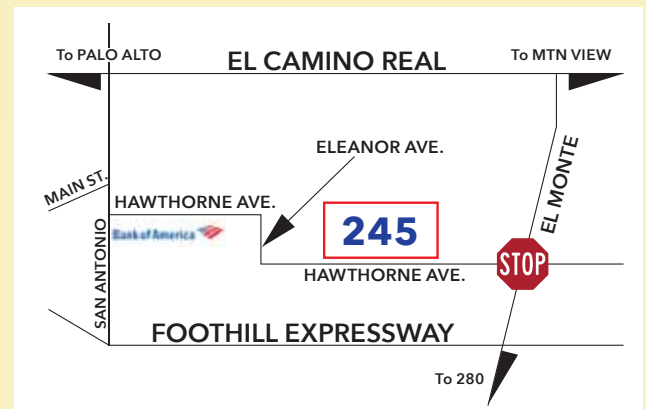 To PALO ALTO
EL CAMINO REAL
To MTN VIEW
ELEANOR AVE.
EL MONTE
MAIN ST.
HAWTHORNE AVE.
Bank of America
245
SAN ANTONIO
HAWTHORNE AVE.
STOP
FOOTHILL EXPRESSWAY
To 280